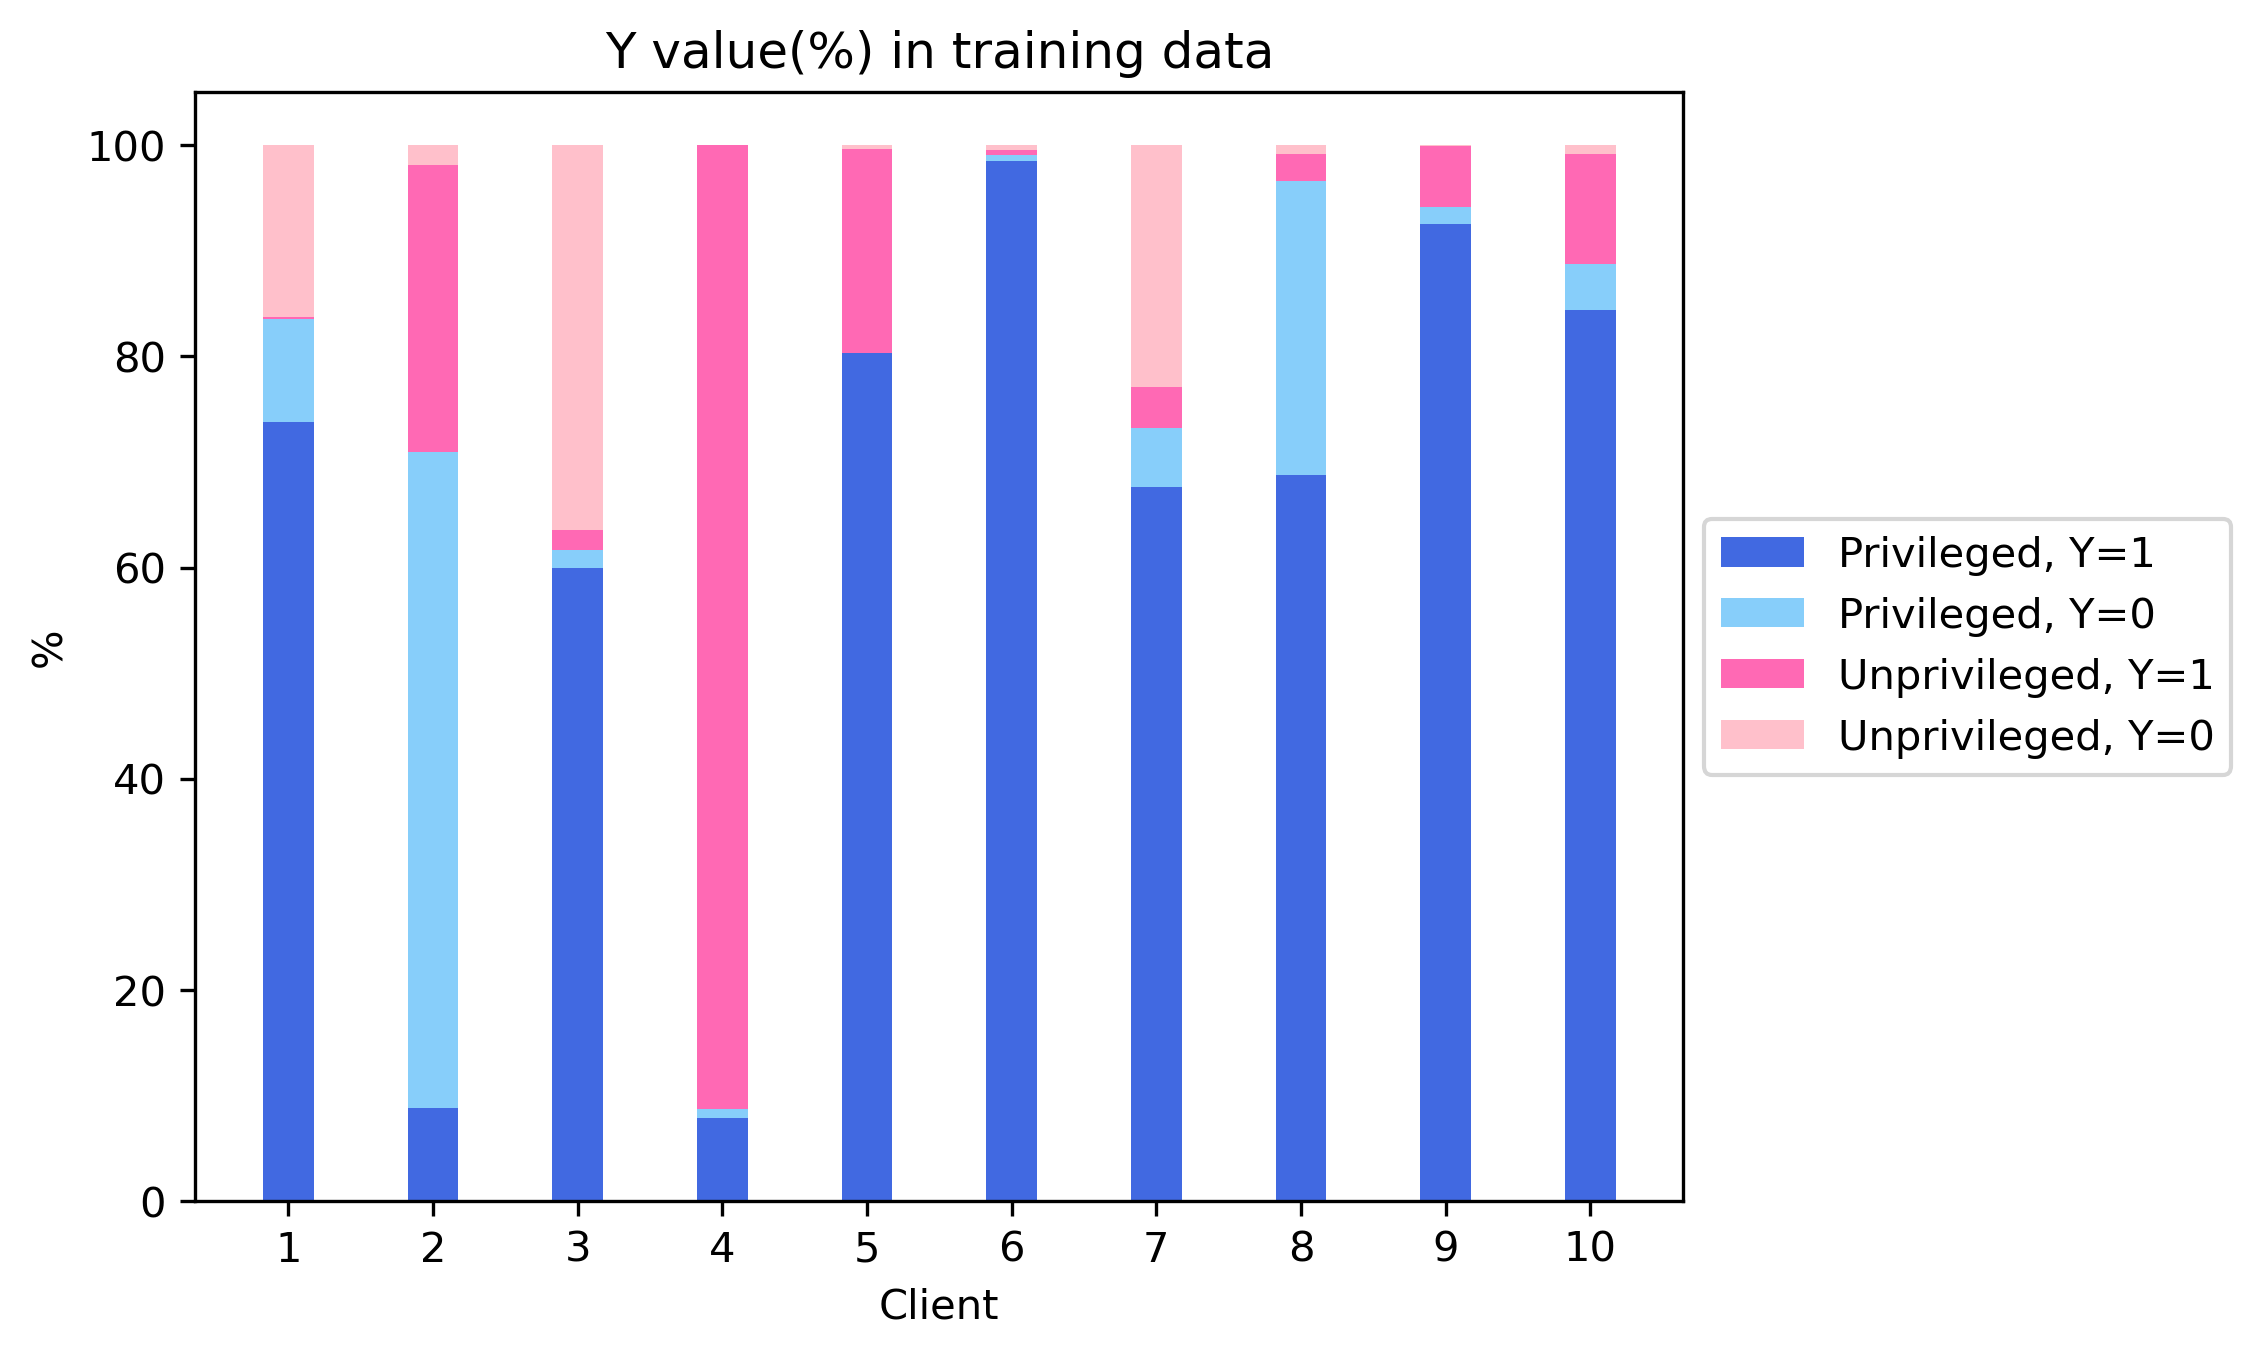 Y value(%) in training data
100
80
60
40
20
0
%
1 2 3 4 5 6 7 8 9 10
Client
Privileged, Y=1
Privileged, Y=0
Unprivileged, Y=1
Unprivileged, Y=0